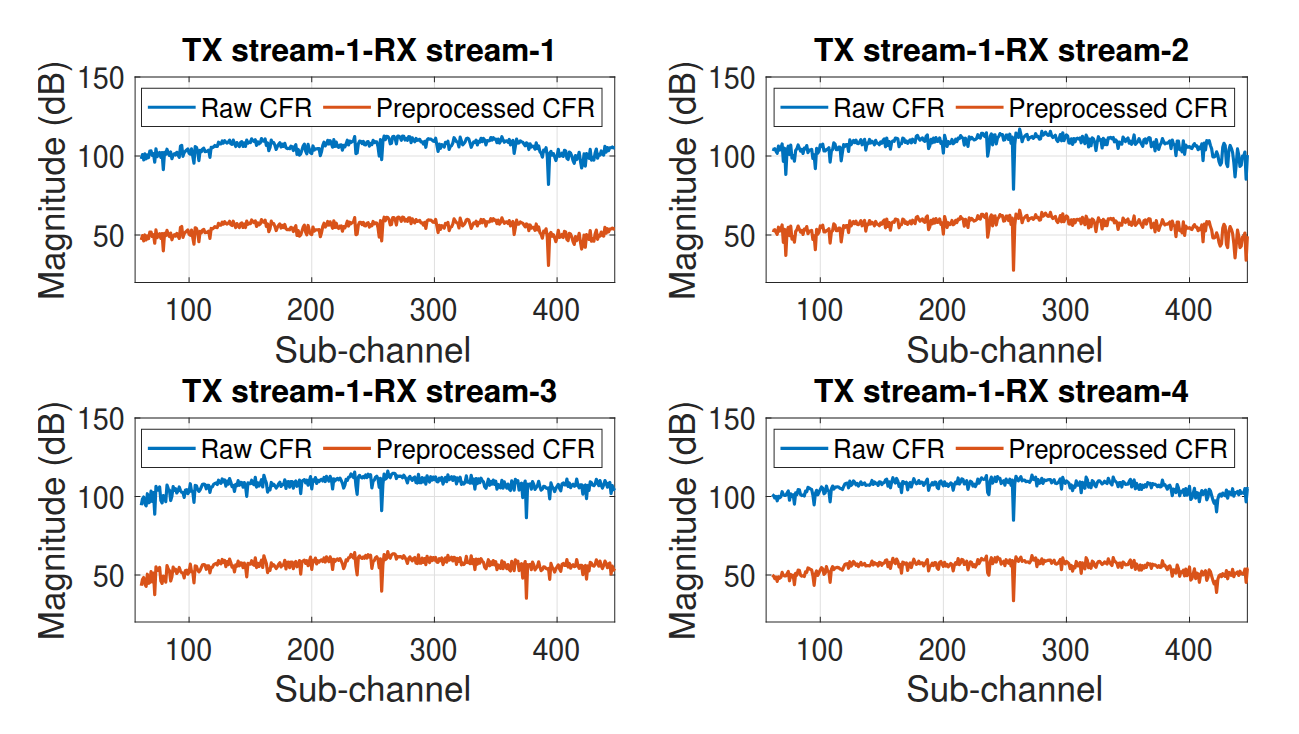 TX stream-1-RX stream-1
150
100
50
Magnitude (dB)
Raw CFR Preprocessed CFR
100 200 300 400
Sub-channel
TX stream-1-RX stream-2
150
100
50
Magnitude (dB)
Raw CFR Preprocessed CFR
100 200 300 400
Sub-channel
TX stream-1-RX stream-3
150
100
50
Magnitude (dB)
Raw CFR Preprocessed CFR
100 200 300 400
Sub-channel
TX stream-1-RX stream-4
150
100
50
Magnitude (dB)
Raw CFR Preprocessed CFR
100 200 300 400
Sub-channel